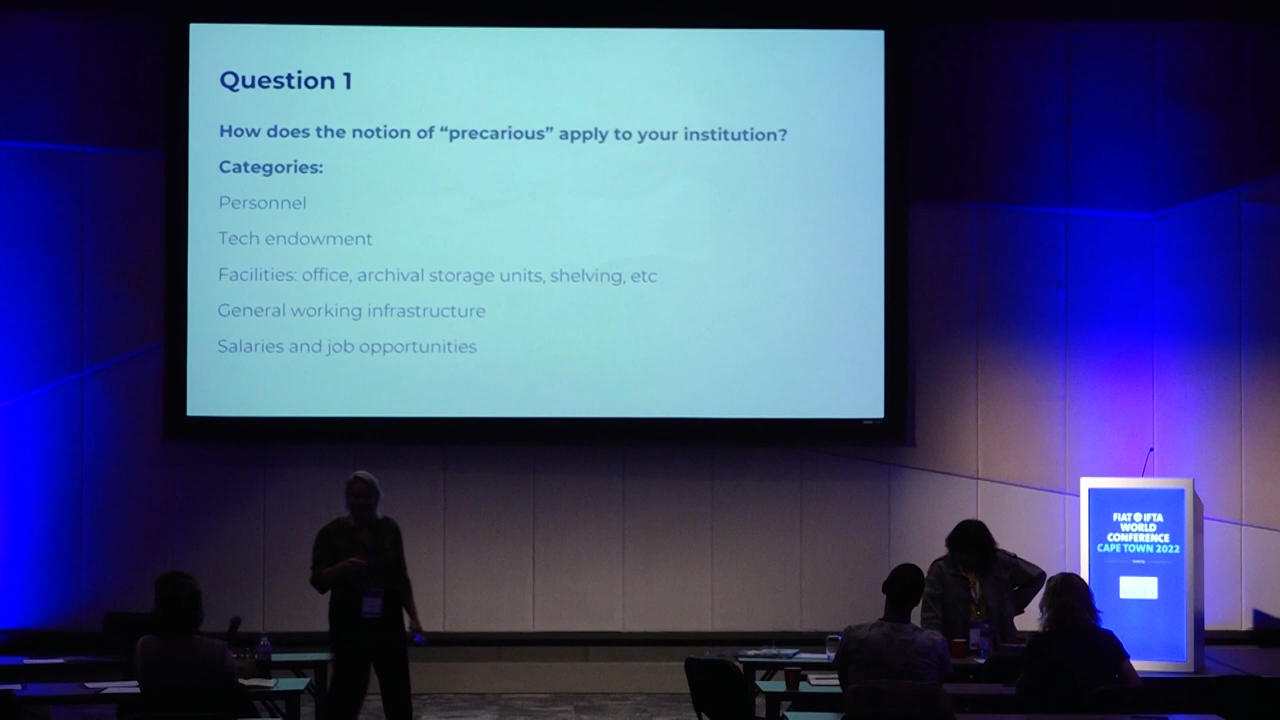 Question 1
How does the notion of “precarious” apply to your institution?
Categories:
Personnel
Tech endowment
Facilities: office, archival storage units, shelving, etc
General working infrastructure
Salaries and job opportunities
FIAT IFTA
WORLD
CONFERENCE
CAPE TOWN 2022